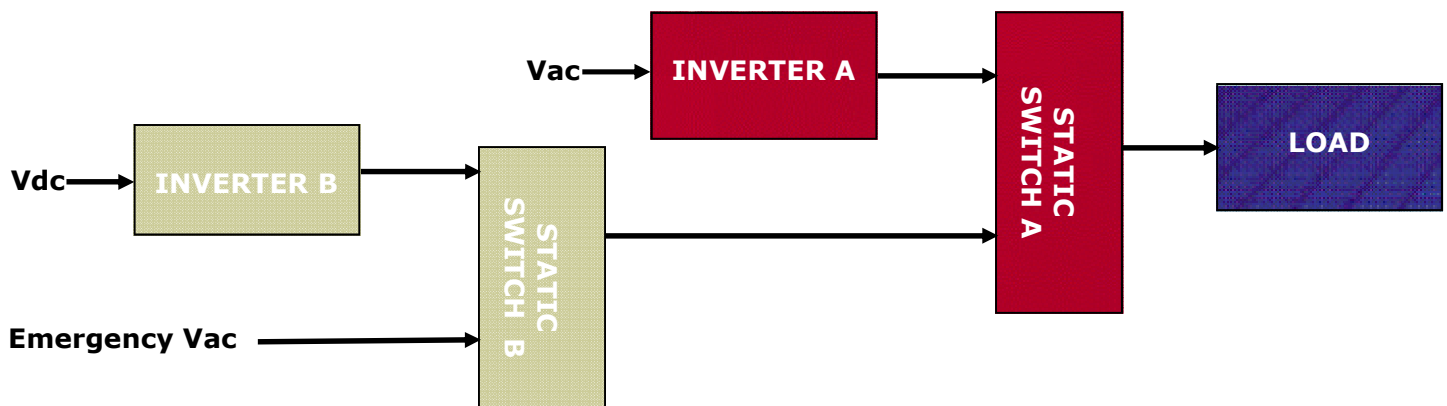 Vac
INVERTER A
STATIC
SWITCH A
LOAD
Vdc
INVERTER B
STATIC
SWITCH B
Emergency Vac